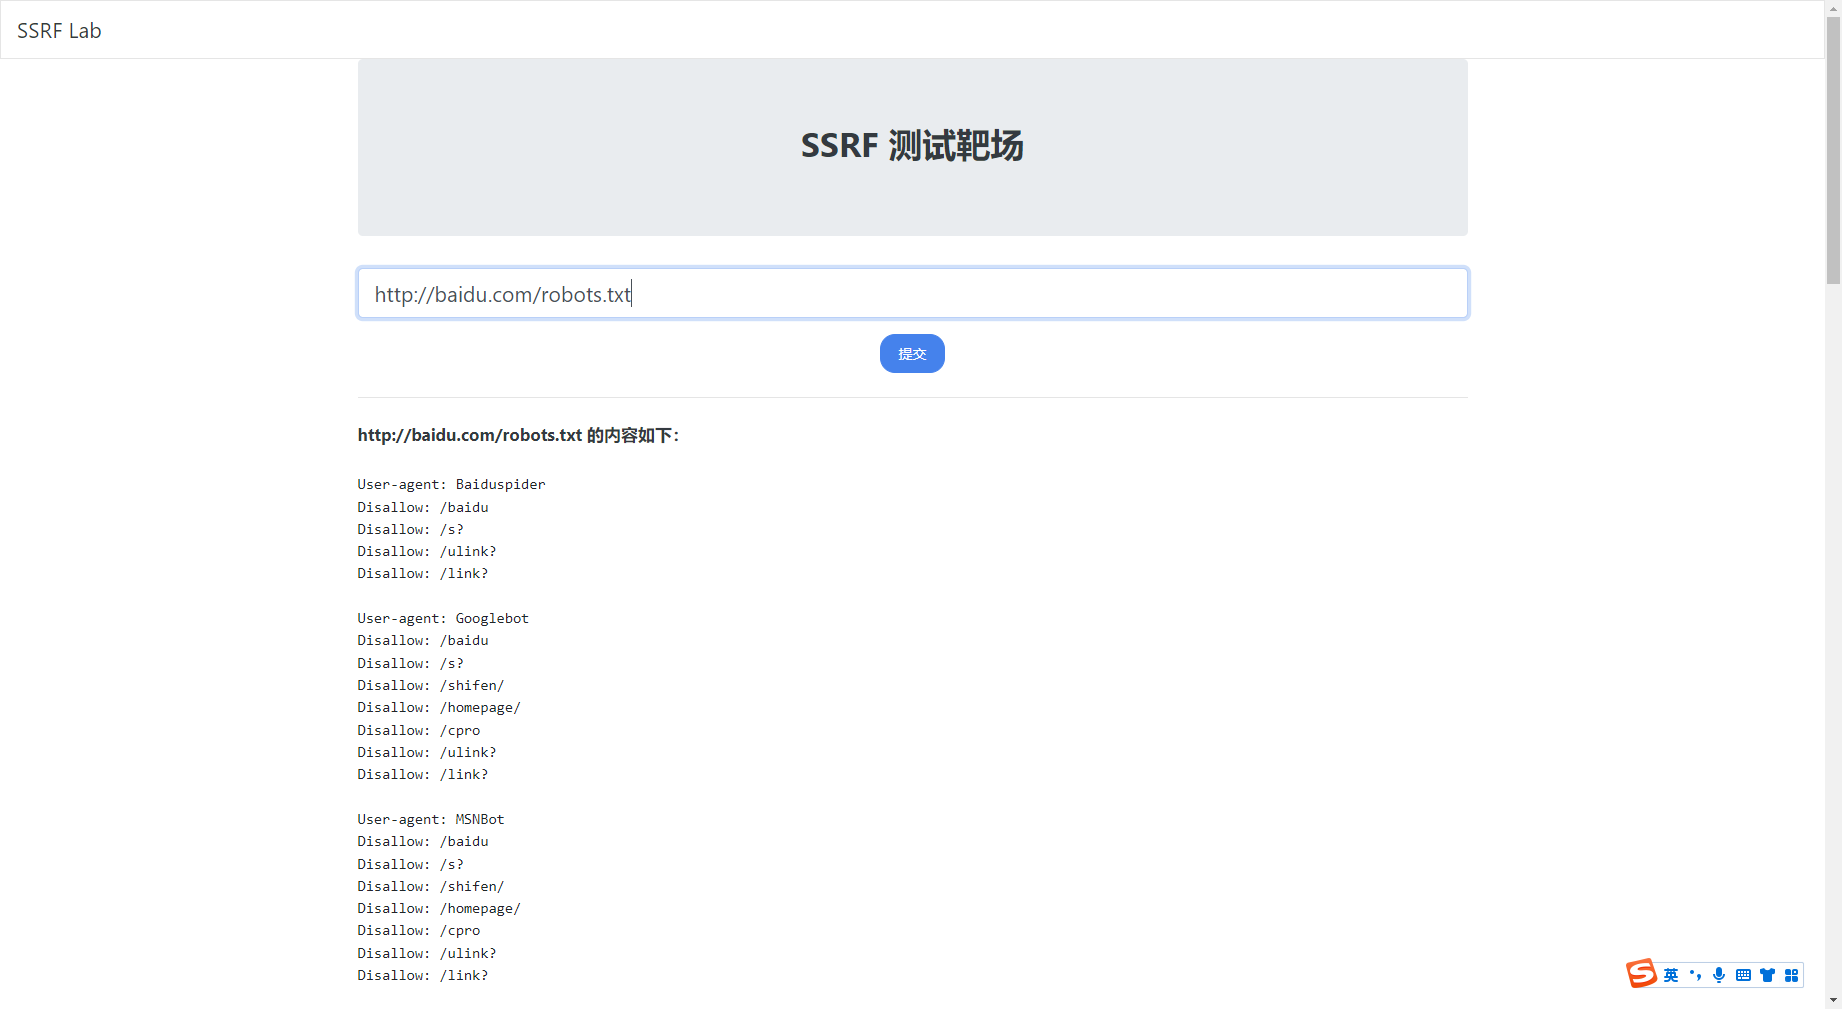 SSRF Lab
SSRF 测试靶场
http://baidu.com/robots.txt
提交
http://baidu.com/robots.txt 的内容如下：
User-agent: Baiduspider
Disallow: /baidu
Disallow: /s?
Disallow: /ulink?
Disallow: /link?
User-agent: Googlebot
Disallow: /baidu
Disallow: /s?
Disallow: /shifen/
Disallow: /homepage/
Disallow: /cpro
Disallow: /ulink?
Disallow: /link?
User-agent: MSNBot
Disallow: /baidu
Disallow: /s?
Disallow: /shifen/
Disallow: /homepage/
Disallow: /cpro
Disallow: /ulink?
Disallow: /link?
S 英